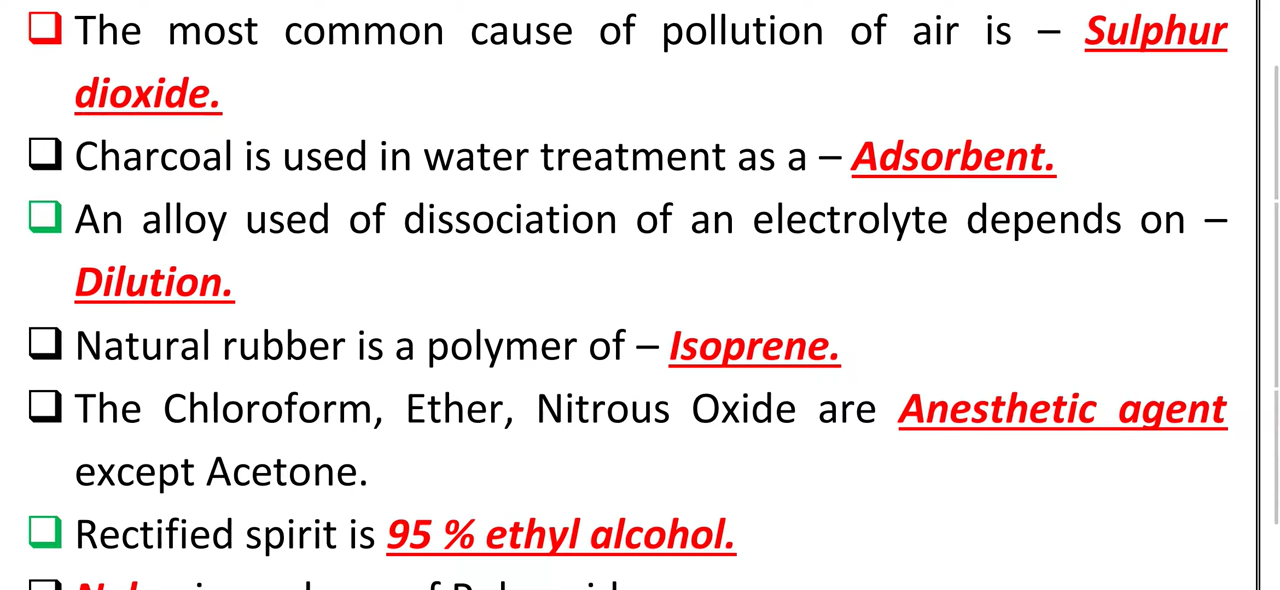 The most common cause of pollution of air is – Sulphur
dioxide.
Charcoal is used in water treatment as a – Adsorbent.
An alloy used of dissociation of an electrolyte depends on –
Dilution.
Natural rubber is a polymer of – Isoprene.
The Chloroform, Ether, Nitrous Oxide are Anesthetic agent
except Acetone.
Rectified spirit is 95 % ethyl alcohol.